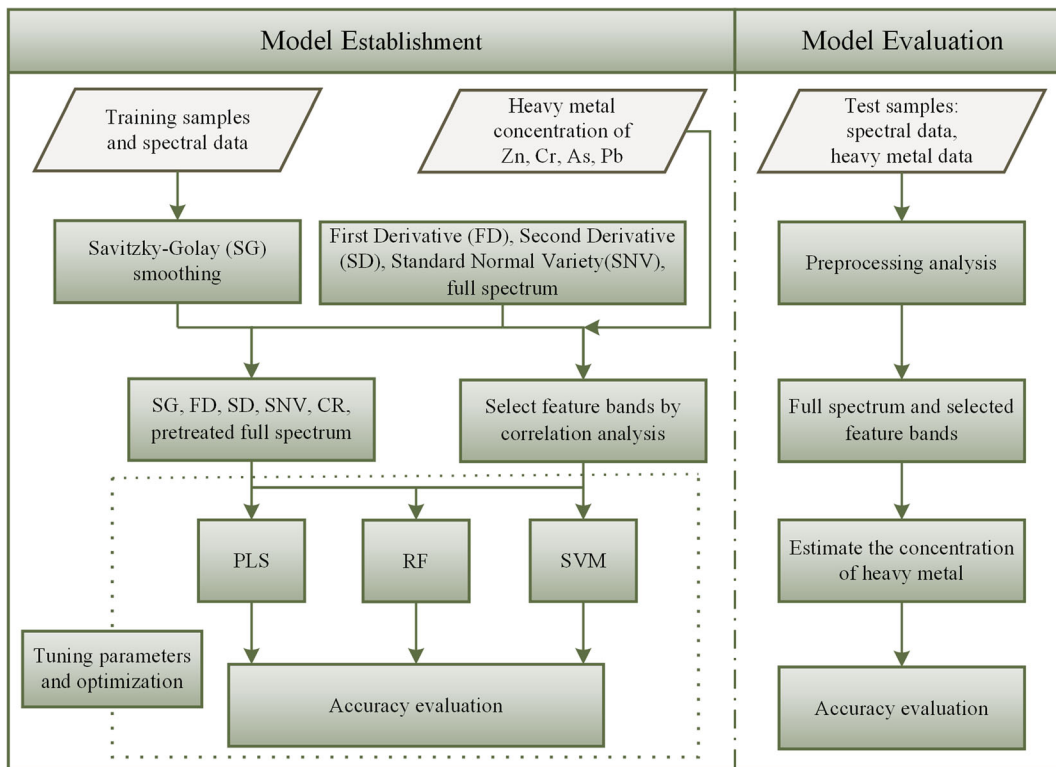 Model Establishment
Model Evaluation
Training samples
and spectral data
Heavy metal
concentration of
Zn, Cr, As, Pb
Test samples:
spectral data,
heavy metal data
Savitzky-Golay (SG)
smoothing
First Derivative (FD), Second Derivative
(SD), Standard Normal Variety(SNV),
full spectrum
Preprocessing analysis
SG, FD, SD, SNV, CR,
pretreated full spectrum
Select feature bands by
correlation analysis
Full spectrum and selected
feature bands
PLS
RF
SVM
Estimate the concentration
of heavy metal
Tuning parameters
and optimization
Accuracy evaluation
Accuracy evaluation